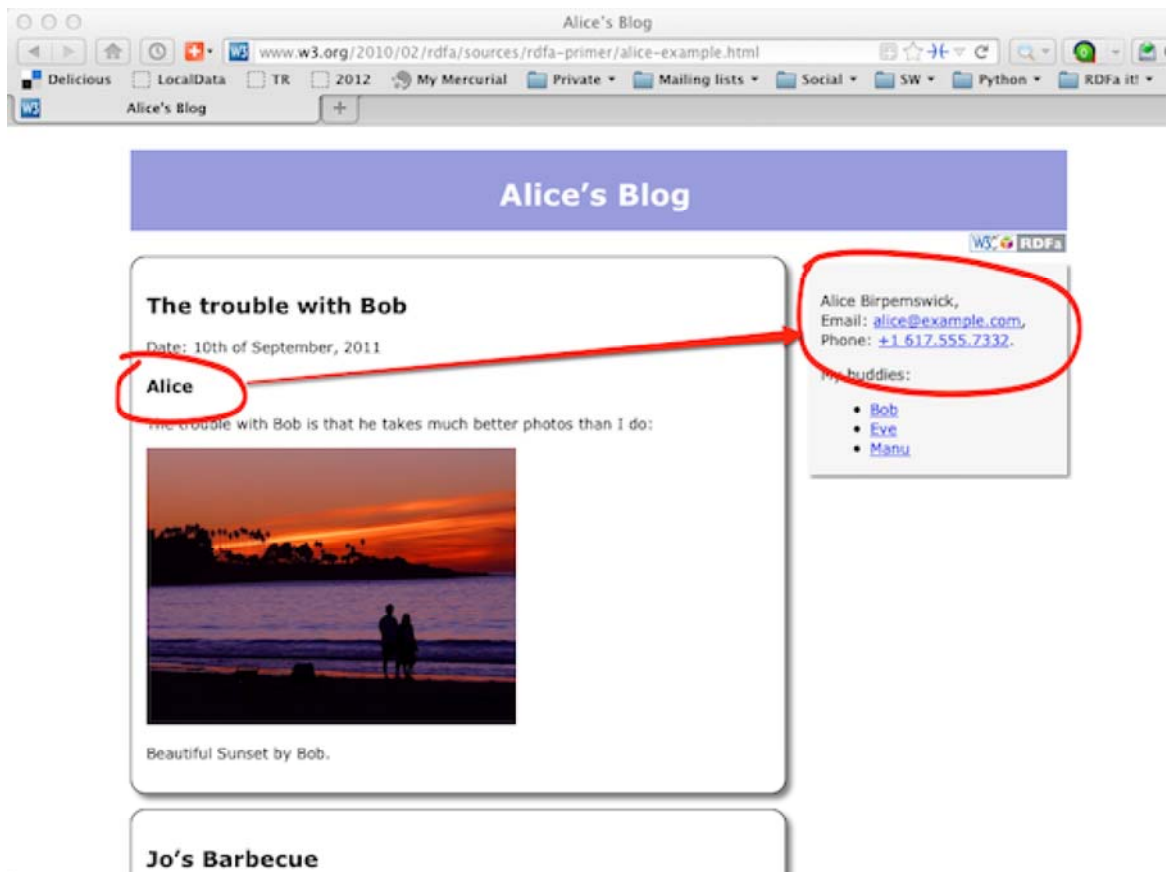 Alice's Blog
www.w3.org/2010/02/rdfa/sources/rdfa-primer/alice-example.html
Delicious LocalData TR 2012 My Mercurial Private Mailing lists Social SW Python RDFa it!
W3 Alice's Blog +
Alice's Blog
W3C RDFa
The trouble with Bob
Date: 10th of September, 2011
Alice
The trouble with Bob is that he takes much better photos than I do:
Beautiful Sunset by Bob.
Jo's Barbecue
Alice Birpemswick,
Email: alice@example.com,
Phone: +1 617.555.7332.
My buddies:
• Bob
• Eve
• Manu